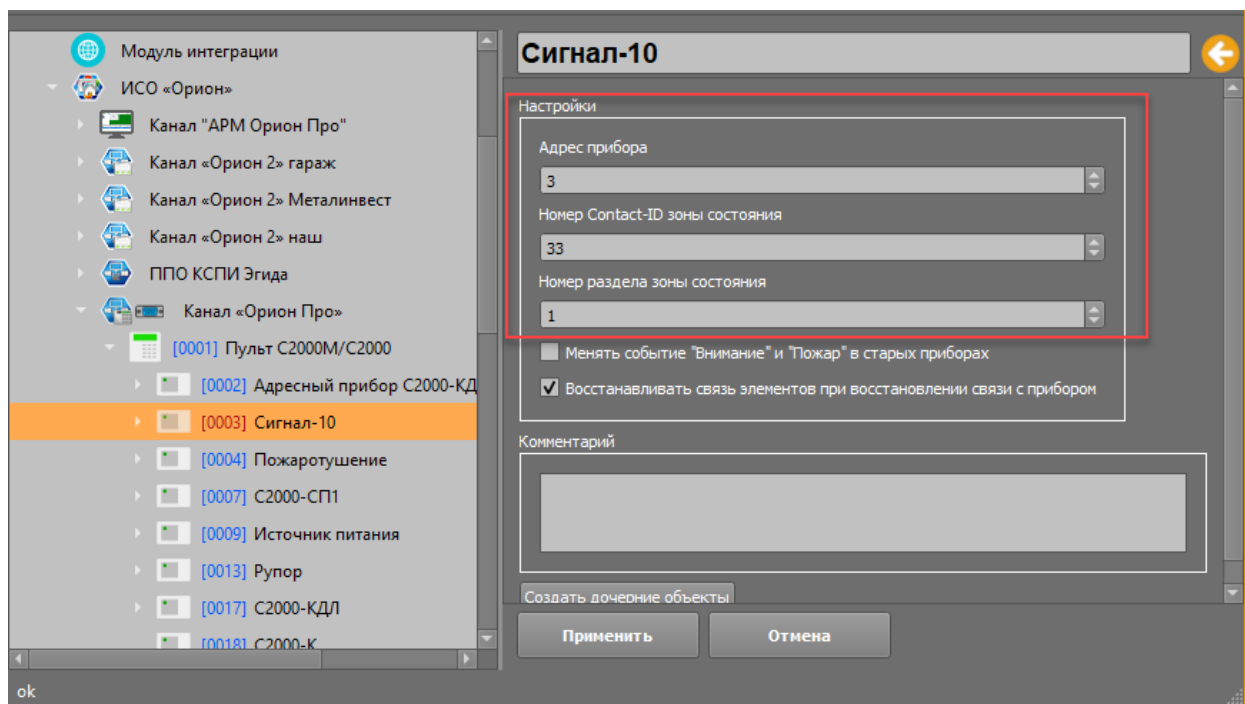 Модуль интеграции
ИСО «Орион»
Канал "АРМ Орион Про"
Канал «Орион 2» гараж
Канал «Орион 2» Металинвест
Канал «Орион 2» наш
ППО КСПИ Эгида
Канал «Орион Про»
[0001] Пульт С2000М/С2000
[0002] Адресный прибор С2000-КД
[0003] Сигнал-10
[0004] Пожаротушение
[0007] С2000-СП1
[0009] Источник питания
[0013] Рупор
[0017] С2000-КДЛ
[0018] С2000-К
ok
Сигнал-10
Настройки
Адрес прибора
3
Номер Contact-ID зоны состояния
33
Номер раздела зоны состояния
1
Менять событие "Внимание" и "Пожар" в старых приборах
Восстанавливать связь элементов при восстановлении связи с прибором
Комментарий
Создать дочерние объекты
Применить
Отмена